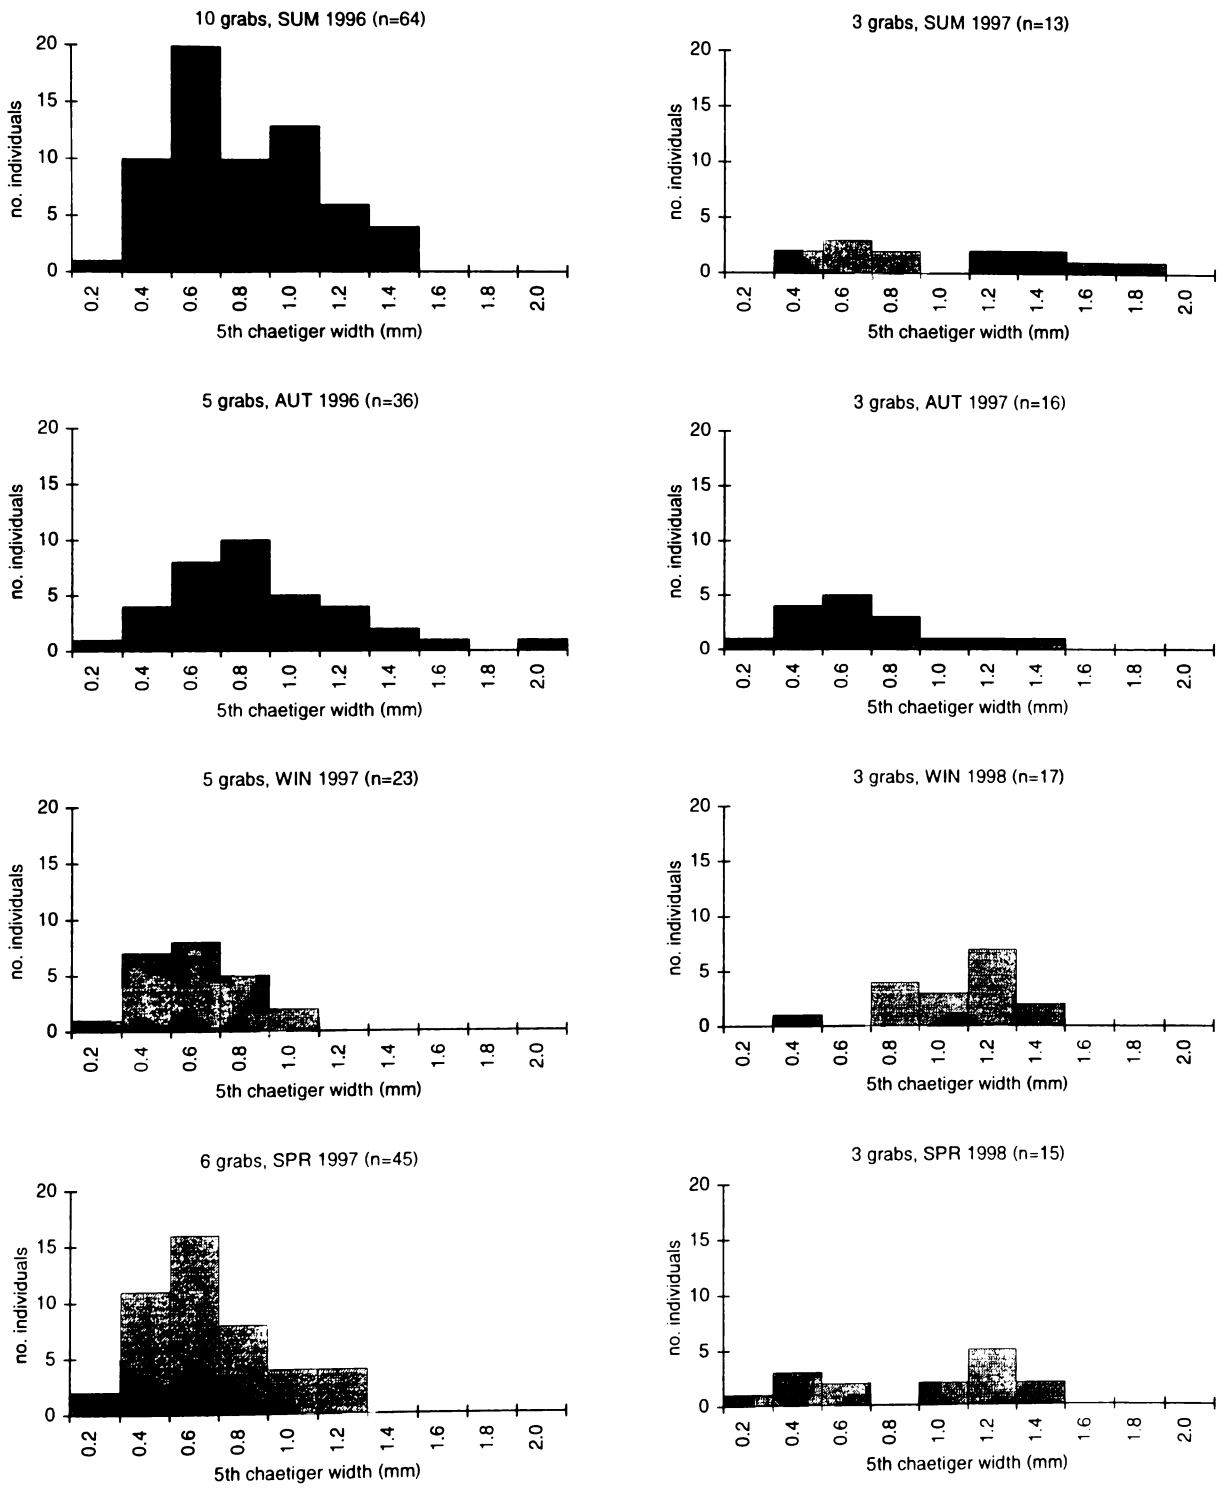 10 grabs, SUM 1996 (n=64)
20
15
10
5
0
no. individuals
0.2 0.4 0.6 0.8 1.0 1.2 1.4 1.6 1.8 2.0
5th chaetiger width (mm)
3 grabs, SUM 1997 (n=13)
20
15
10
5
0
no. individuals
0.2 0.4 0.6 0.8 1.0 1.2 1.4 1.6 1.8 2.0
5th chaetiger width (mm)
5 grabs, AUT 1996 (n=36)
20
15
10
5
0
no. individuals
0.2 0.4 0.6 0.8 1.0 1.2 1.4 1.6 1.8 2.0
5th chaetiger width (mm)
3 grabs, AUT 1997 (n=16)
20
15
10
5
0
no. individuals
0.2 0.4 0.6 0.8 1.0 1.2 1.4 1.6 1.8 2.0
5th chaetiger width (mm)
5 grabs, WIN 1997 (n=23)
20
15
10
5
0
no. individuals
0.2 0.4 0.6 0.8 1.0 1.2 1.4 1.6 1.8 2.0
5th chaetiger width (mm)
3 grabs, WIN 1998 (n=17)
20
15
10
5
0
no. individuals
0.2 0.4 0.6 0.8 1.0 1.2 1.4 1.6 1.8 2.0
5th chaetiger width (mm)
6 grabs, SPR 1997 (n=45)
20
15
10
5
0
no. individuals
0.2 0.4 0.6 0.8 1.0 1.2 1.4 1.6 1.8 2.0
5th chaetiger width (mm)
3 grabs, SPR 1998 (n=15)
20
15
10
5
0
no. individuals
0.2 0.4 0.6 0.8 1.0 1.2 1.4 1.6 1.8 2.0
5th chaetiger width (mm)